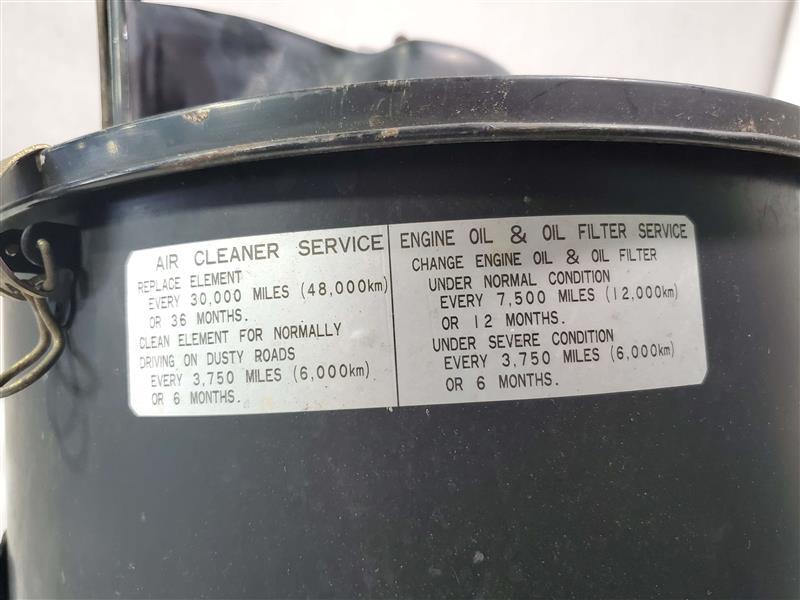 AIR CLEANER SERVICE
REPLACE ELEMENT
EVERY 30,000 MILES (48,000km)
OR 36 MONTHS.
CLEAN ELEMENT FOR NORMALLY
DRIVING ON DUSTY ROADS
EVERY 3,750 MILES (6,000km)
OR 6 MONTHS.
ENGINE OIL & OIL FILTER SERVICE
CHANGE ENGINE OIL & OIL FILTER
UNDER NORMAL CONDITION
EVERY 7,500 MILES (12,000km)
OR 12 MONTHS.
UNDER SEVERE CONDITION
EVERY 3,750 MILES (6,000km)
OR 6 MONTHS.